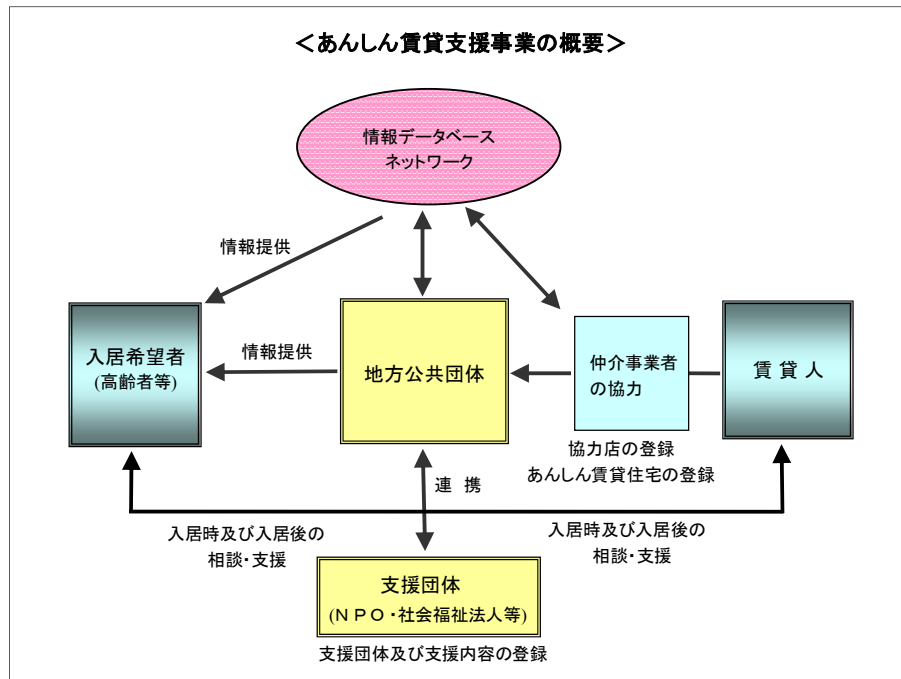 ＜あんしん賃貸支援事業の概要＞
情報データベース
ネットワーク
情報提供
入居希望者
(高齢者等)
情報提供
地方公共団体
仲介事業者
の協力
賃 貸 人
協力店の登録
あんしん賃貸住宅の登録
連 携
入居時及び入居後の
相談・支援
入居時及び入居後の
相談・支援
支援団体
(ＮＰＯ・社会福祉法人等)
支援団体及び支援内容の登録